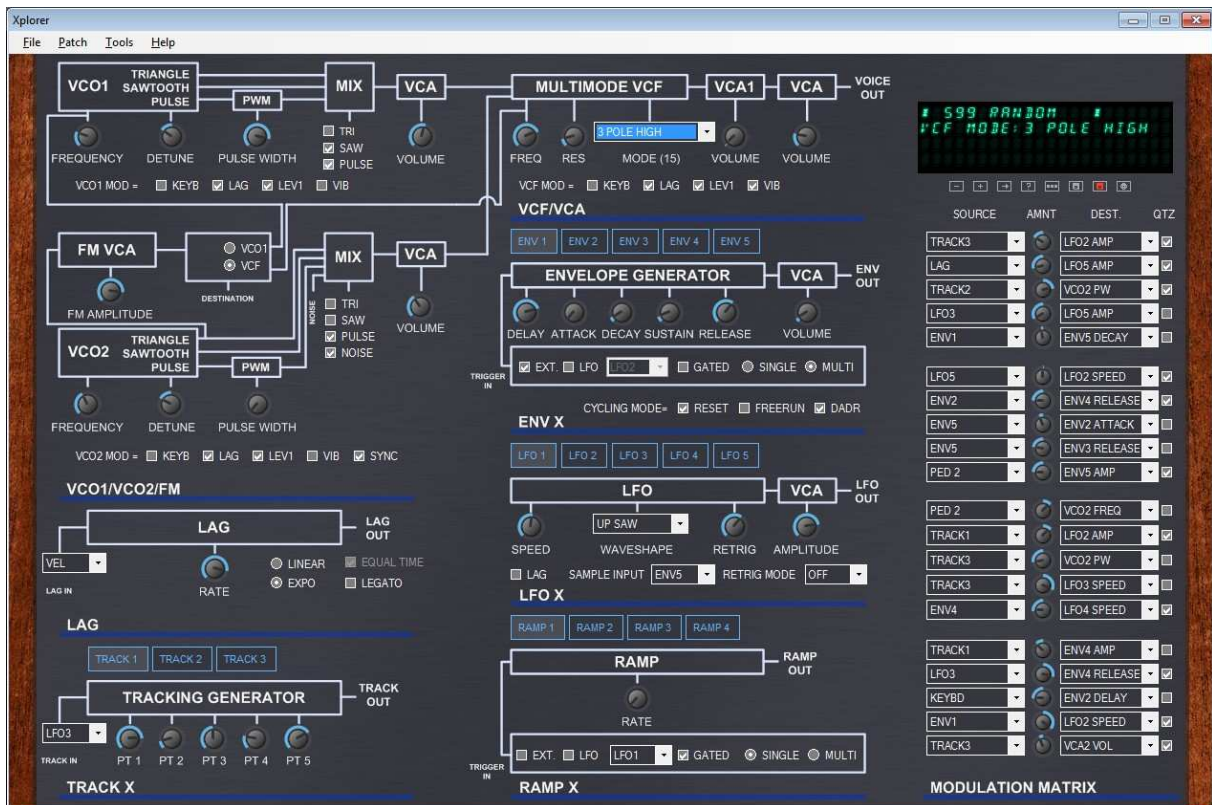 Xplorer
File Patch Tools Help
VCO1
TRIANGLE
SAWTOOTH
PULSE
PWM
MIX
VCA
FREQUENCY DETUNE PULSE WIDTH
TRI
SAW
PULSE
VOLUME
VCO1 MOD = KEYB LAG LEV1 VIB
FM VCA
VCO1
VCF
DESTINATION
FM AMPLITUDE
MIX
VCA
NOISE
TRI
SAW
PULSE
NOISE
VOLUME
VCO2
TRIANGLE
SAWTOOTH
PULSE
PWM
FREQUENCY DETUNE PULSE WIDTH
VCO2 MOD = KEYB LAG LEV1 VIB SYNC
VCO1/VCO2/FM
LAG
LAG
OUT
VEL
LAG IN
RATE
LINEAR
EXPO
EQUAL TIME
LEGATO
LAG
TRACK 1 TRACK 2 TRACK 3
TRACKING GENERATOR
TRACK
OUT
LFO3
TRACK IN
PT 1 PT 2 PT 3 PT 4 PT 5
TRACK X
MULTIMODE VCF VCA1 VCA
VOICE
OUT
3 POLE HIGH
FREQ RES MODE (15) VOLUME VOLUME
VCF MOD = KEYB LAG LEV1 VIB
VCF/VCA
ENV 1 ENV 2 ENV 3 ENV 4 ENV 5
ENVELOPE GENERATOR VCA
ENV
OUT
DELAY ATTACK DECAY SUSTAIN RELEASE VOLUME
TRIGGER
IN
EXT. LFO LFO2 GATED SINGLE MULTI
CYCLING MODE= RESET FREERUN DADR
ENV X
LFO 1 LFO 2 LFO 3 LFO 4 LFO 5
LFO VCA
LFO
OUT
UP SAW
SPEED WAVESHAPE RETRIG AMPLITUDE
LAG SAMPLE INPUT ENV5 RETRIG MODE OFF
LFO X
RAMP 1 RAMP 2 RAMP 3 RAMP 4
RAMP
RAMP
OUT
RATE
TRIGGER
IN
EXT. LFO LFO1 GATED SINGLE MULTI
RAMP X
599 RANDOM
VCF MODE:3 POLE HIGH
SOURCE AMNT DEST. QTZ
TRACK3 LFO2 AMP
LAG LFO5 AMP
TRACK2 VCO2 PW
LFO3 LFO5 AMP
ENV1 ENV5 DECAY
LFO5 LFO2 SPEED
ENV2 ENV4 RELEASE
ENV5 ENV2 ATTACK
ENV5 ENV3 RELEASE
PED 2 ENV5 AMP
PED 2 VCO2 FREQ
TRACK1 LFO2 AMP
TRACK3 VCO2 PW
TRACK3 LFO3 SPEED
ENV4 LFO4 SPEED
TRACK1 ENV4 AMP
LFO3 ENV4 RELEASE
KEYBD ENV2 DELAY
ENV1 LFO2 SPEED
TRACK3 VCA2 VOL
MODULATION MATRIX